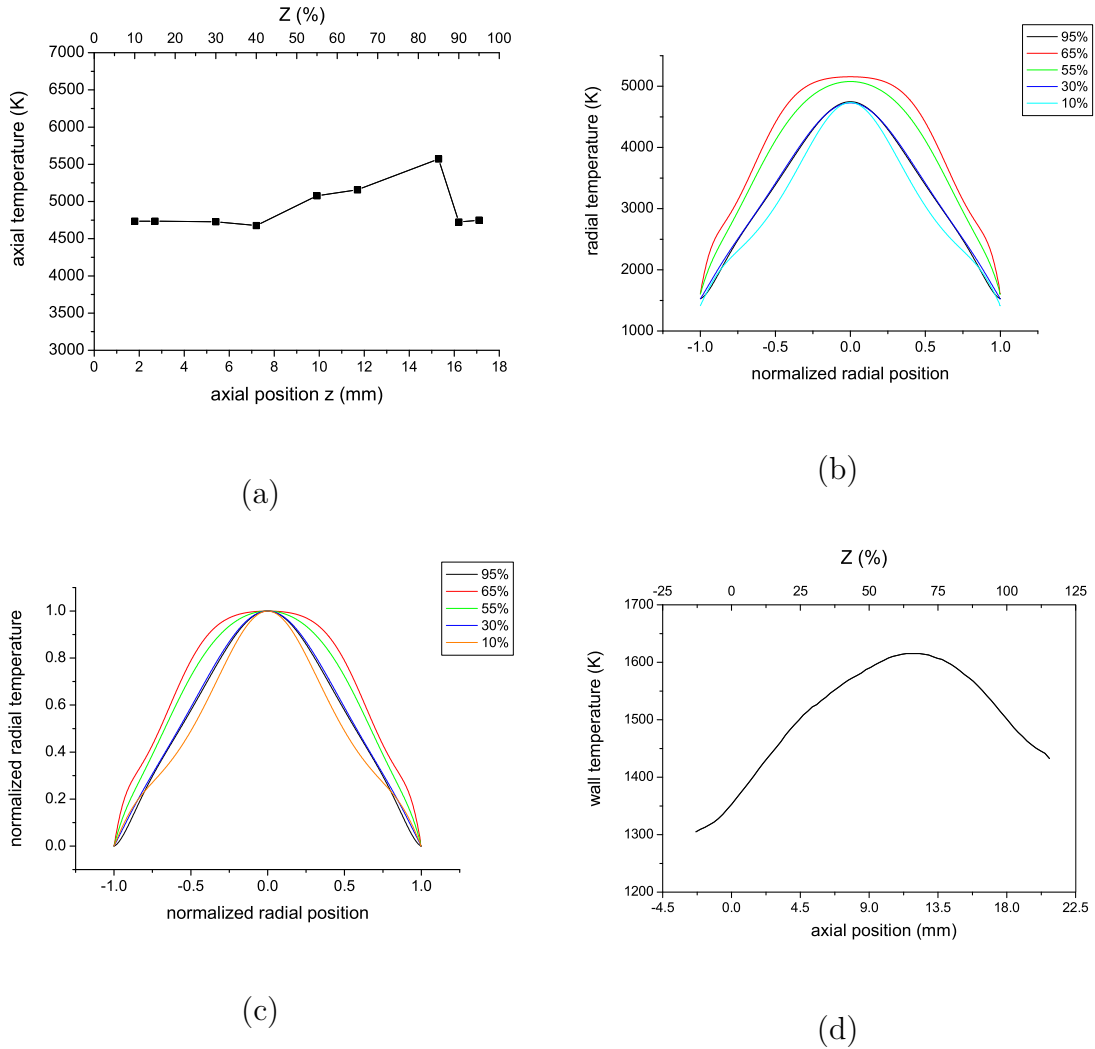 Z (%)
0 10 20 30 40 50 60 70 80 90 100
7000
6500
6000
5500
5000
4500
4000
3500
3000
axial temperature (K)
0 2 4 6 8 10 12 14 16 18
axial position z (mm)
(a)
95%
65%
55%
30%
10%
5000
4000
3000
2000
1000
radial temperature (K)
-1.0 -0.5 0.0 0.5 1.0
normalized radial position
(b)
95%
65%
55%
30%
10%
1.0
0.8
0.6
0.4
0.2
0.0
normalized radial temperature
-1.0 -0.5 0.0 0.5 1.0
normalized radial position
(c)
Z (%)
-25 0 25 50 75 100 125
1700
1600
1500
1400
1300
1200
wall temperature (K)
-4.5 0.0 4.5 9.0 13.5 18.0 22.5
axial position (mm)
(d)